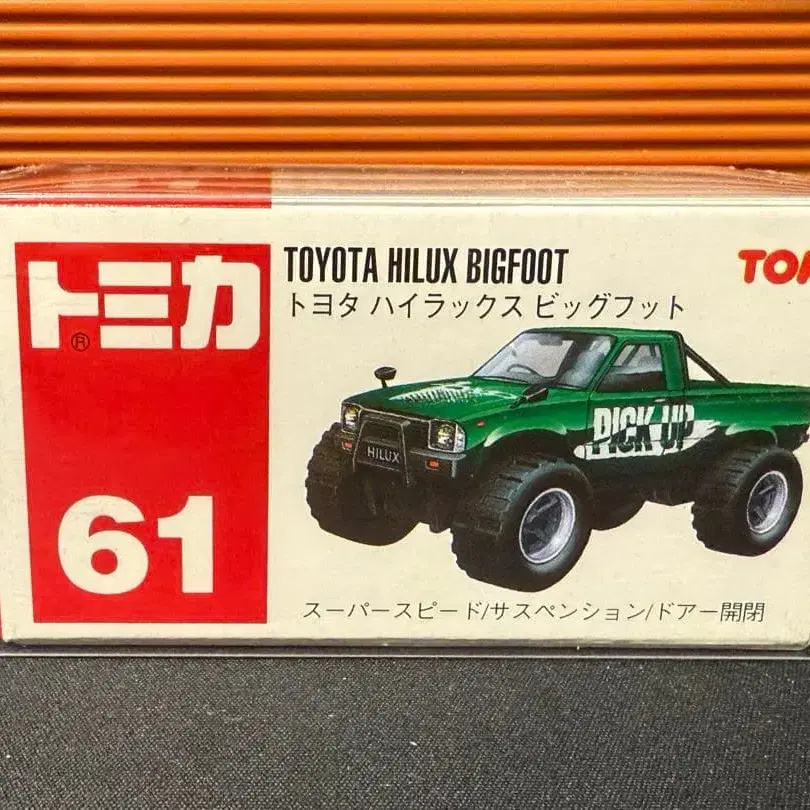 トミカ
®
61
TOYOTA HILUX BIGFOOT
トヨタ ハイラックス ビッグフット
HILUX
PICK UP
スーパースピード/サスペンション/ドアー開閉